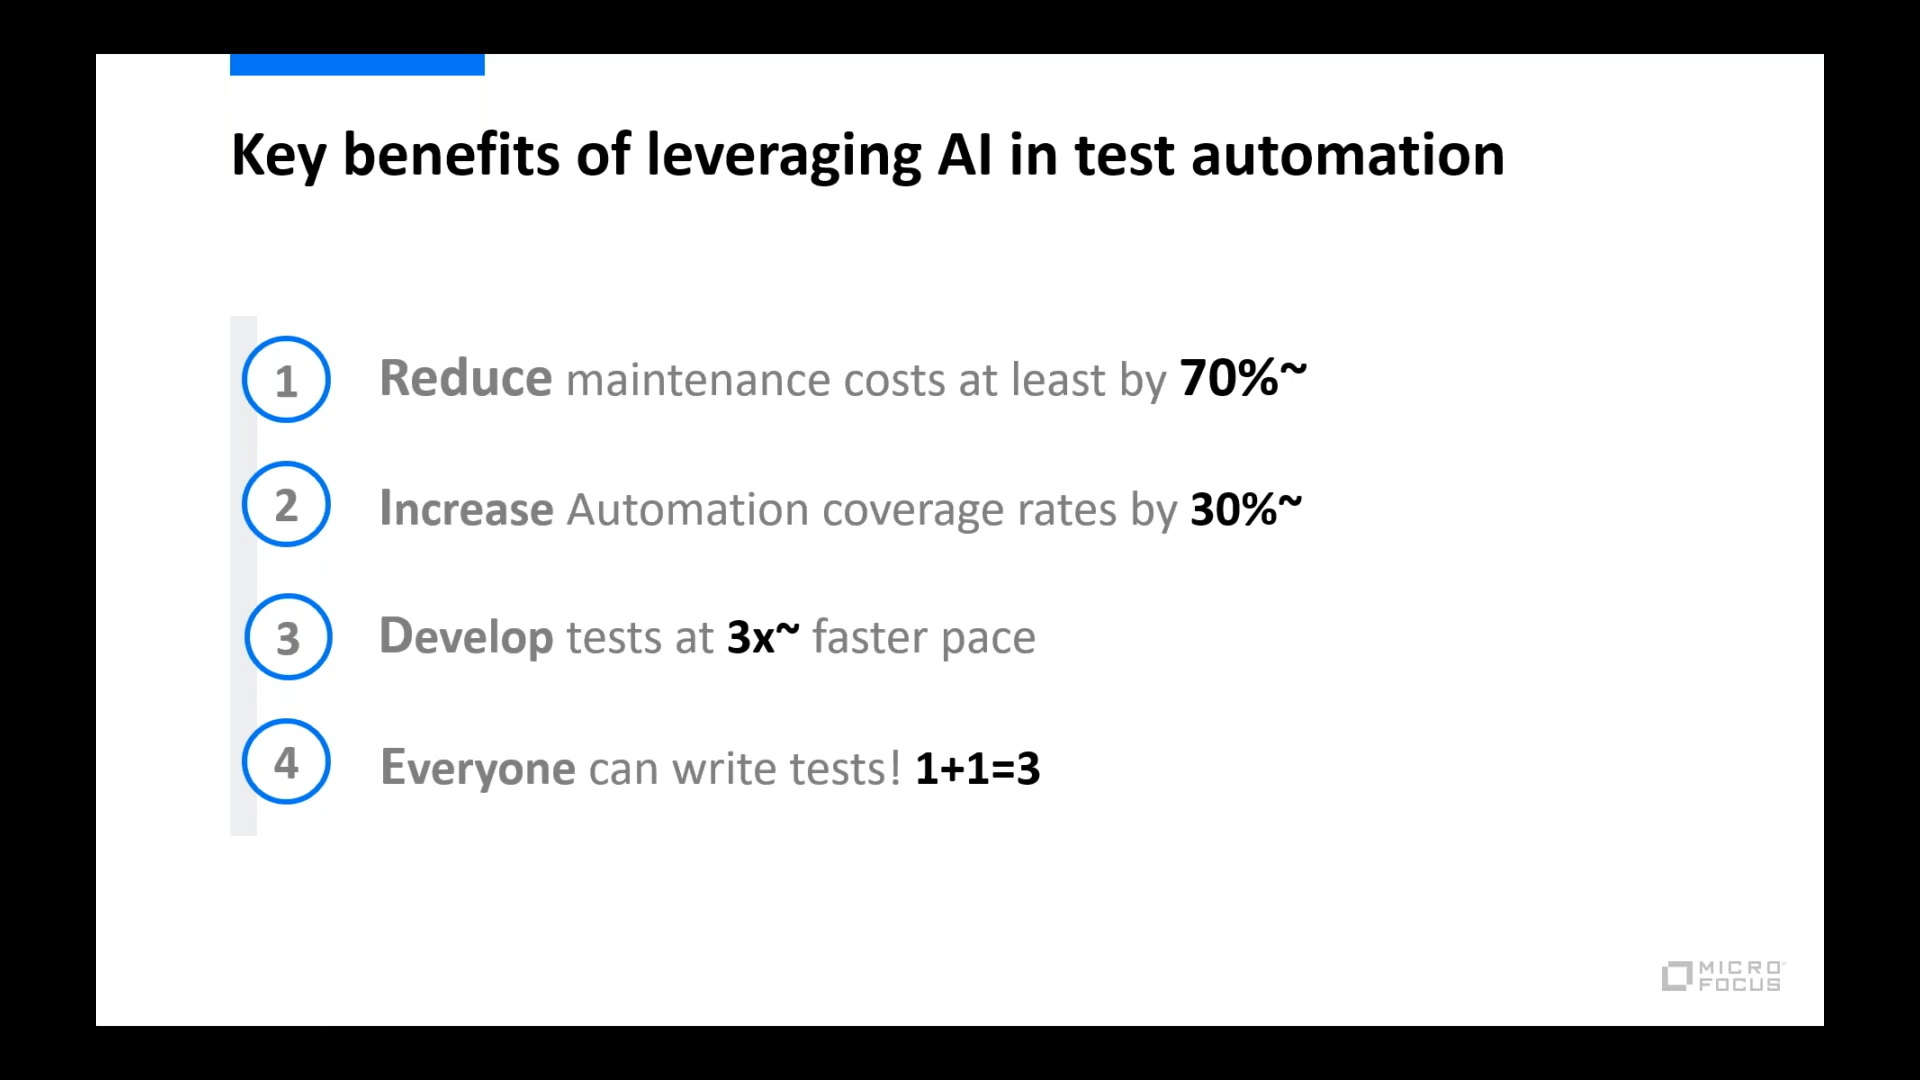 Key benefits of leveraging AI in test automation
1 Reduce maintenance costs at least by 70%~
2 Increase Automation coverage rates by 30%~
3 Develop tests at 3x~ faster pace
4 Everyone can write tests! 1+1=3
MICRO
FOCUS